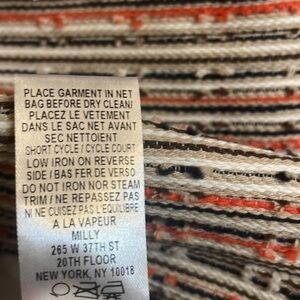 PLACE GARMENT IN NET
BAG BEFORE DRY CLEAN/
PLACEZ LE VETEMENT
DANS LE SAC NET AVANT
SEC NETTOIENT
SHORT CYCLE / CYCLE COURT
LOW IRON ON REVERSE
SIDE / BAS FER DE VERSO
DO NOT IRON NOR STEAM
TRIM / NE REPASSEZ PAS
NI NE CUISEZ PAS L'EQUILIBRE
A LA VAPEUR
MILLY
265 W 37TH ST
20TH FLOOR
NEW YORK, NY 10018